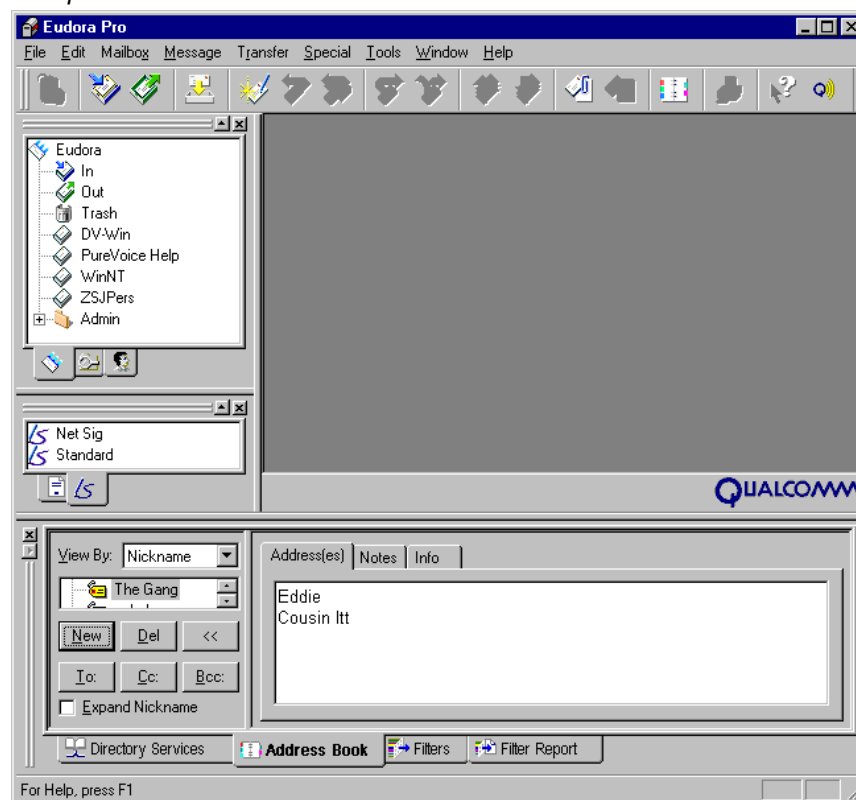 Eudora Pro
File Edit Mailbox Message Transfer Special Tools Window Help
Eudora
In
Out
Trash
DV-Win
PureVoice Help
WinNT
ZSJPers
Admin
Net Sig
Standard
QUALCOMM
View By: Nickname
The Gang
New Del <<
To: Cc: Bcc:
Expand Nickname
Address(es) Notes Info
Eddie
Cousin Itt
Directory Services Address Book Filters Filter Report
For Help, press F1